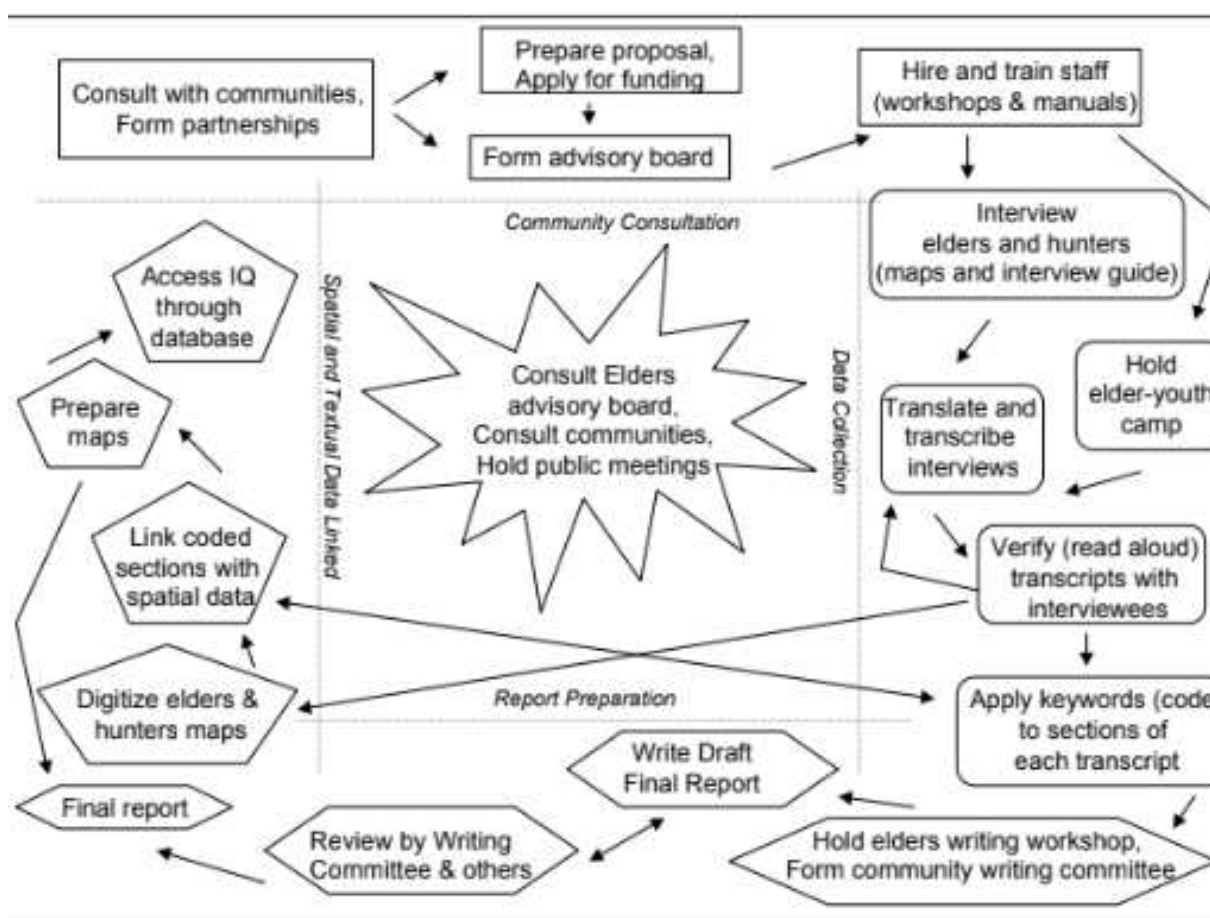 Consult with communities,
Form partnerships
Prepare proposal,
Apply for funding
Form advisory board
Hire and train staff
(workshops & manuals)
Community Consultation
Interview
elders and hunters
(maps and interview guide)
Access IQ
through
database
Spatial and Textual Data Linked
Consult Elders
advisory board,
Consult communities,
Hold public meetings
Data Collection
Hold
elder-youth
camp
Prepare
maps
Translate and
transcribe
interviews
Link coded
sections with
spatial data
Verify (read aloud)
transcripts with
interviewees
Digitize elders &
hunters maps
Report Preparation
Apply keywords (code
to sections of
each transcript
Write Draft
Final Report
Final report
Review by Writing
Committee & others
Hold elders writing workshop,
Form community writing committee